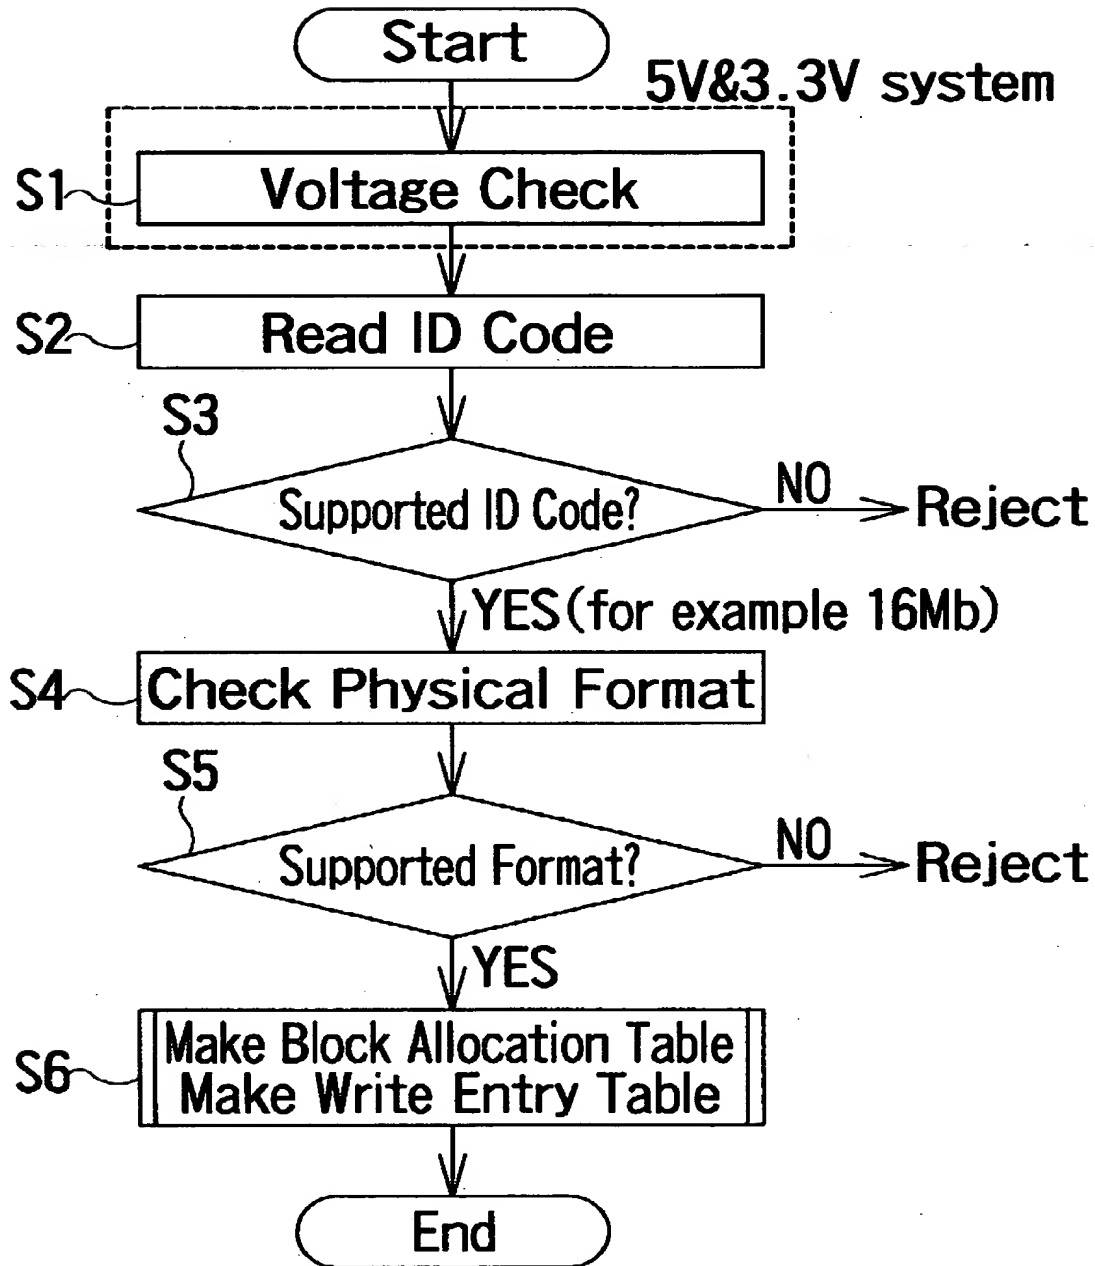 Start
5V&3.3V system
S1
Voltage Check
S2
Read ID Code
S3
Supported ID Code?
NO
Reject
YES(for example 16Mb)
S4
Check Physical Format
S5
Supported Format?
NO
Reject
YES
S6
Make Block Allocation Table
Make Write Entry Table
End